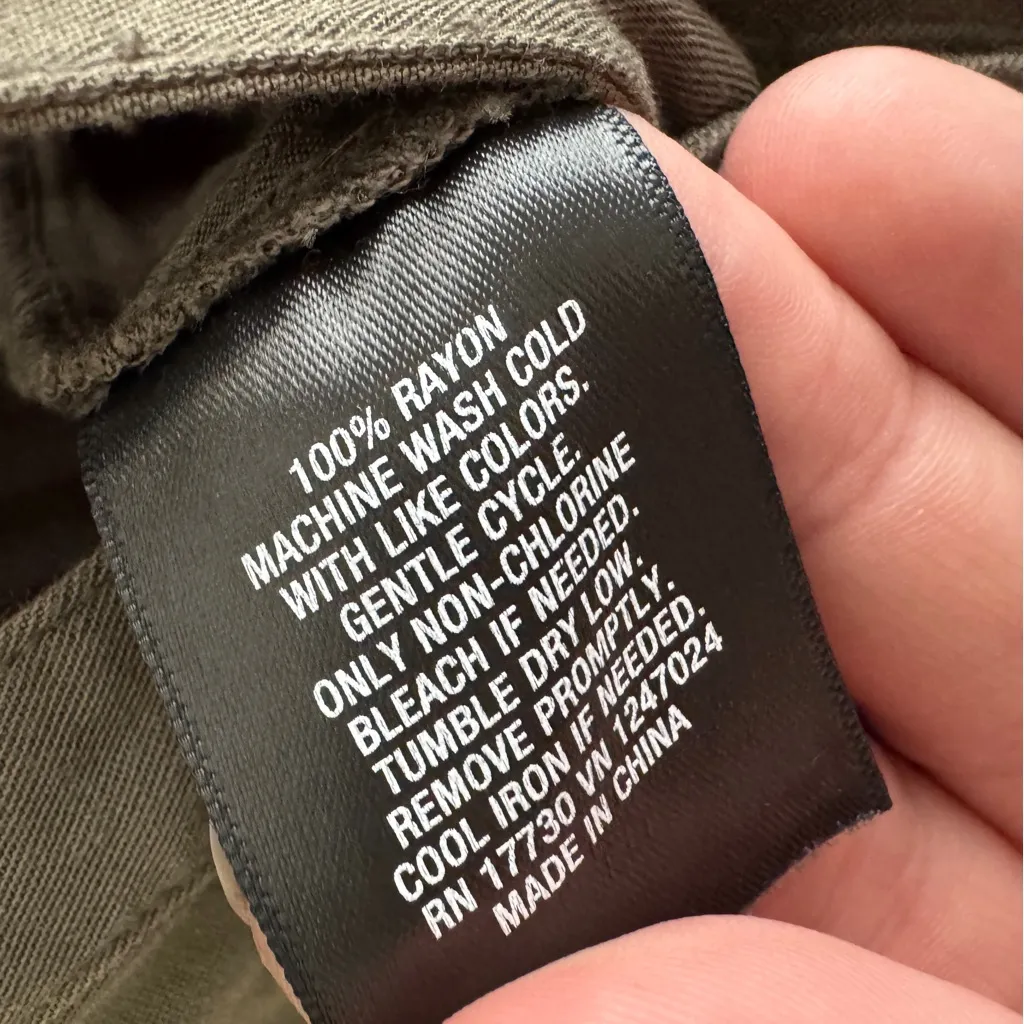 100% RAYON
MACHINE WASH COLD
WITH LIKE COLORS.
GENTLE CYCLE.
ONLY NON-CHLORINE
BLEACH IF NEEDED.
TUMBLE DRY LOW.
REMOVE PROMPTLY.
COOL IRON IF NEEDED.
RN 17730 VN 1247024
MADE IN CHINA